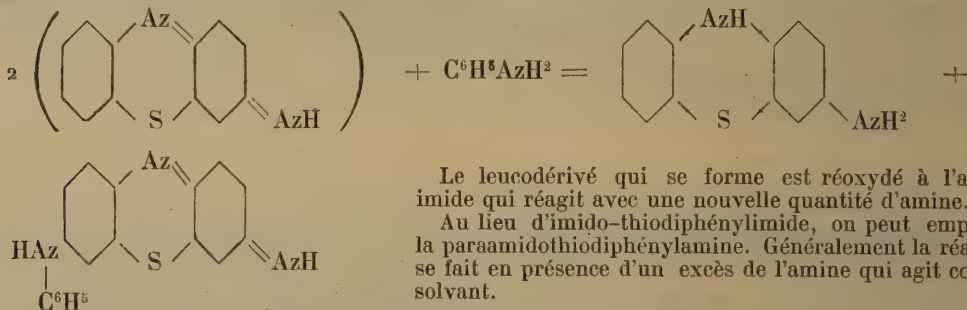 Az AzH
2 + C⁶H⁵AzH² = +
S AzH S AzH²
Az
HAz S AzH
C⁶H⁵
Le leucodérivé qui se forme est réoxydé à l'a
imide qui réagit avec une nouvelle quantité d'amine.
Au lieu d'imido-thiodiphénylimide, on peut emp
la paraamidothiodiphénylamine. Généralement la réa
se fait en présence d'un excès de l'amine qui agit co
solvant.